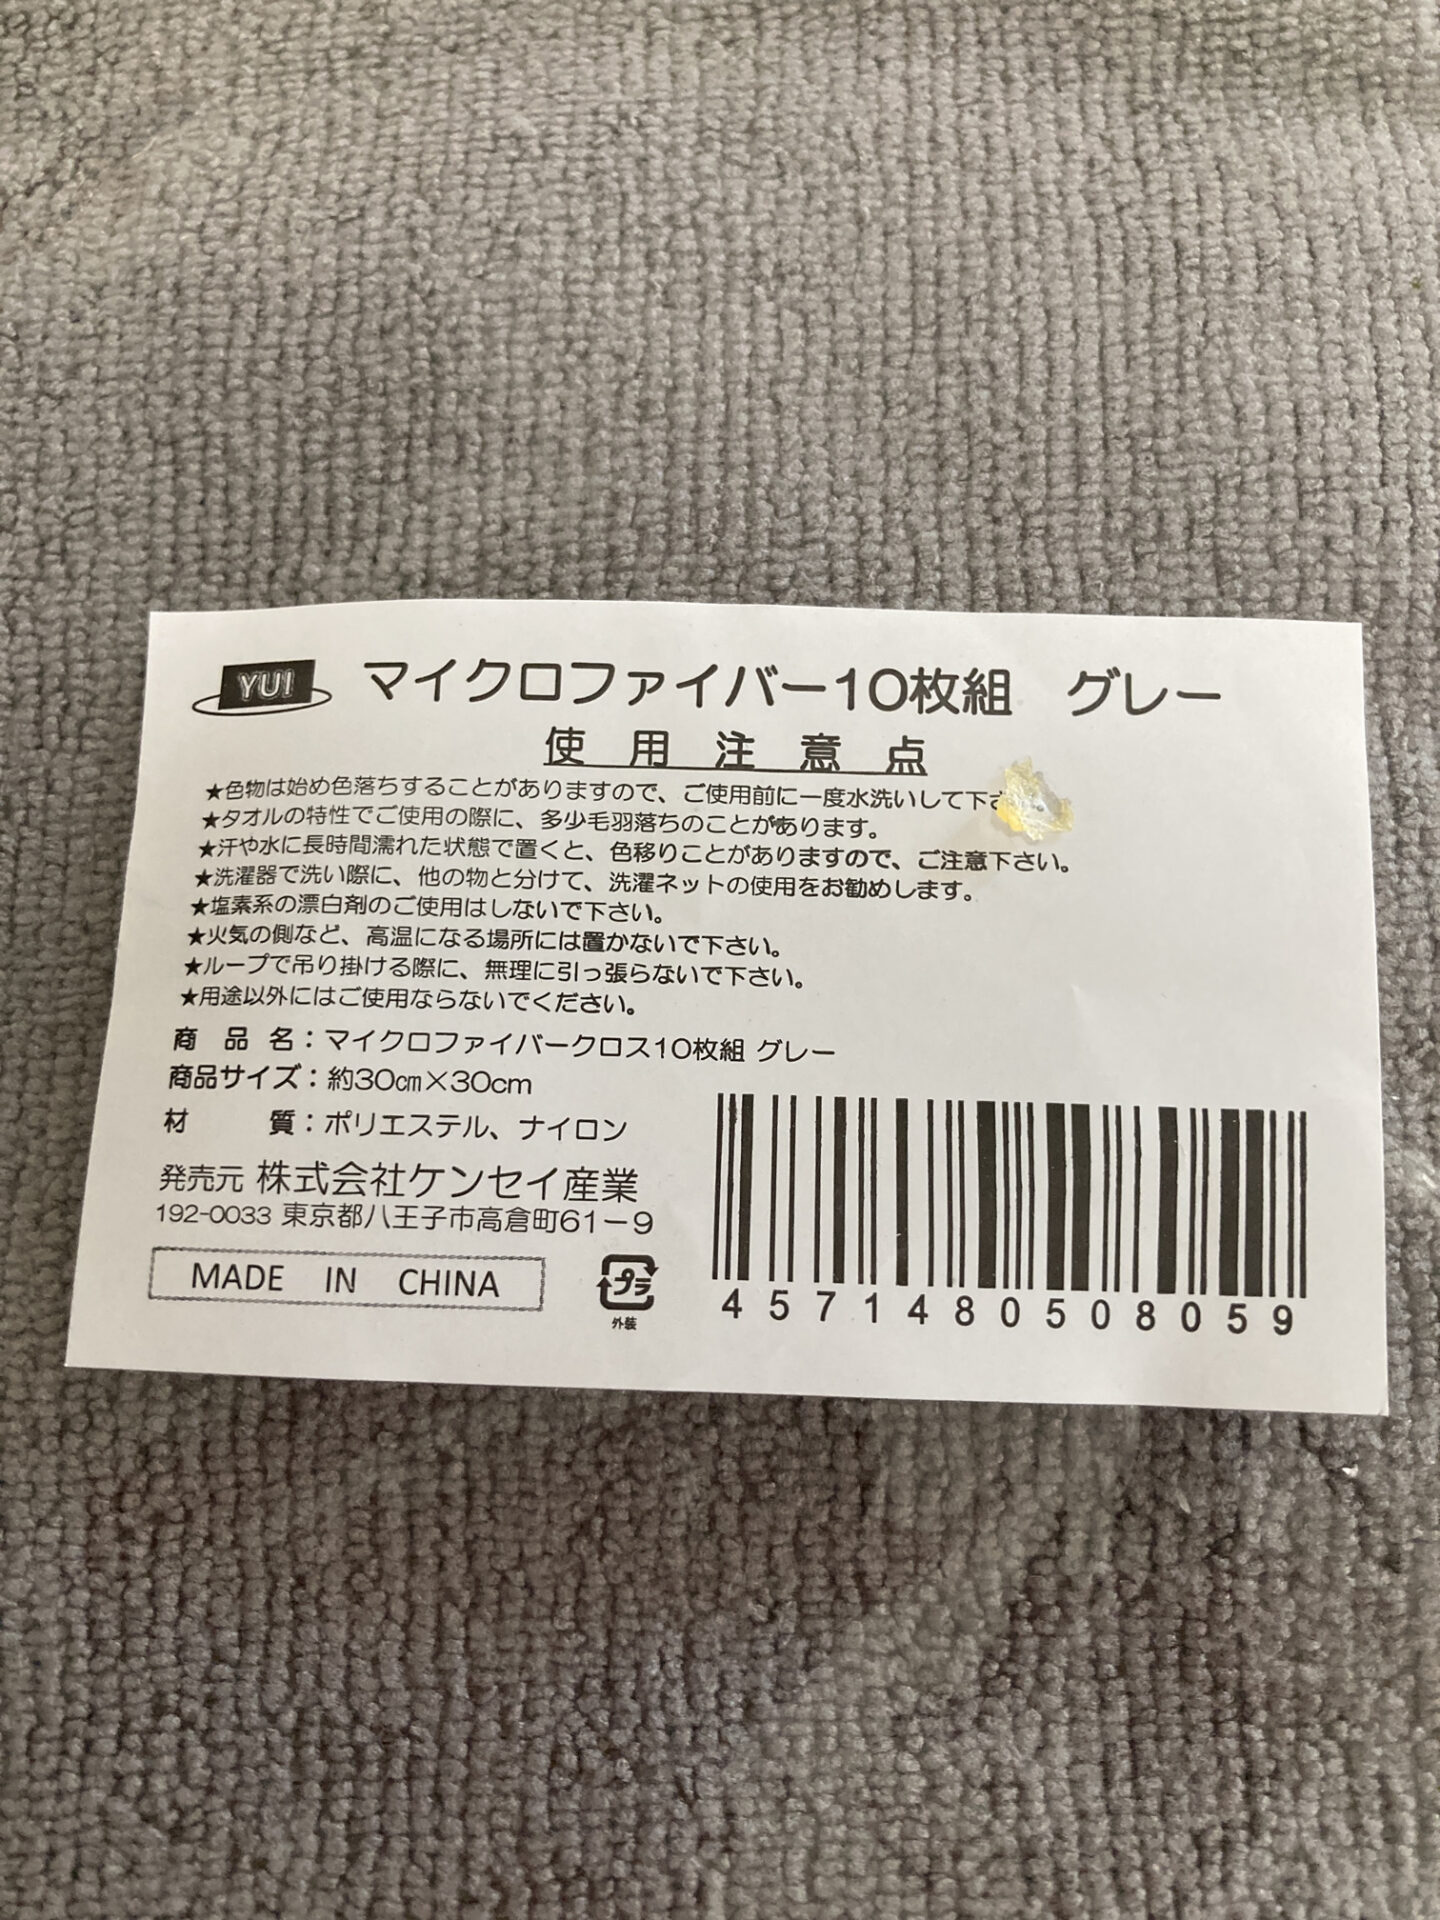 YUI マイクロファイバー10枚組 グレー
使用注意点
★色物は始め色落ちすることがありますので、ご使用前に一度水洗いして下さ
★タオルの特性でご使用の際に、多少毛羽落ちのことがあります。
★汗や水に長時間濡れた状態で置くと、色移りことがありますので、ご注意下さい。
★洗濯器で洗い際に、他の物と分けて、洗濯ネットの使用をお勧めします。
★塩素系の漂白剤のご使用はしないで下さい。
★火気の側など、高温になる場所には置かないで下さい。
★ループで吊り掛ける際に、無理に引っ張らないで下さい。
★用途以外にはご使用ならないでください。
商品名：マイクロファイバークロス10枚組 グレー
商品サイズ：約30㎝×30cm
材質：ポリエステル、ナイロン
発売元 株式会社ケンセイ産業
192-0033 東京都八王子市高倉町61－9
MADE IN CHINA
プラ
外装
4571480508059